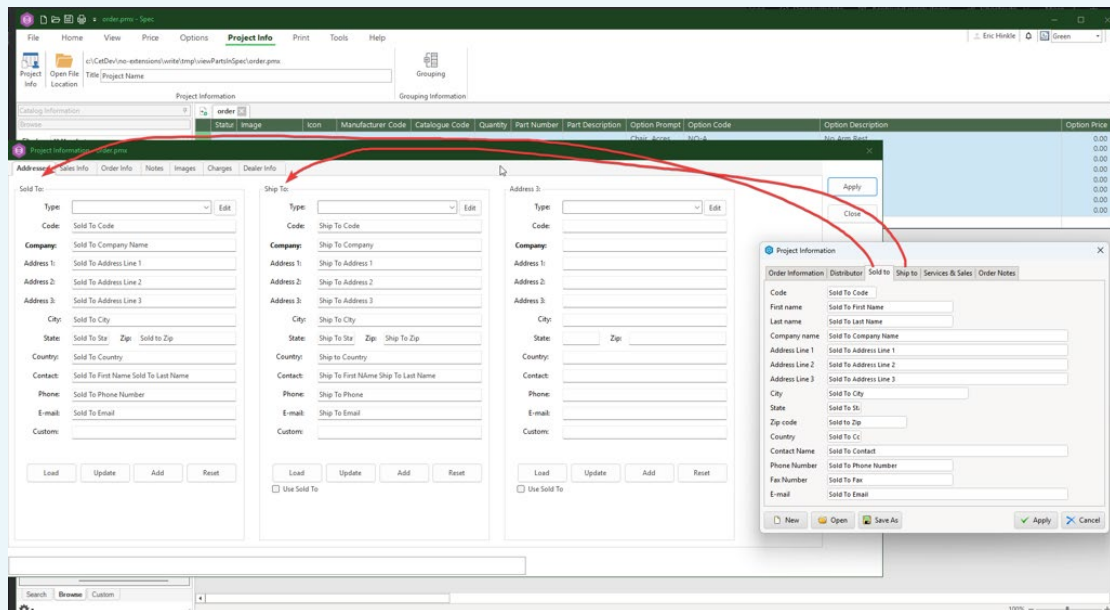 order.pmx - Spec
File Home View Price Options Project Info Print Tools Help
Eric Hinkle Green
c:\CetDev\no-extensions\write\tmp\viewPartsInSpec\order.pmx
Project Info Open File Location Title Project Name Grouping
Project Information Grouping Information
Catalog Information order
Browse Status Image Icon Manufacturer Code Catalogue Code Quantity Part Number Part Description Option Prompt Option Code Option Description Option Price
Chair, Acces NO-A No Arm Rest 0.00
0.00
0.00
0.00
0.00
0.00
0.00
0.00
Project Information - Order.pmx
Addresses Sales Info Order Info Notes Images Charges Dealer Info
Sold To:
Type: Edit
Code: Sold To Code
Company: Sold To Company Name
Address 1: Sold To Address Line 1
Address 2: Sold To Address Line 2
Address 3: Sold To Address Line 3
City: Sold To City
State: Sold To Sta Zip: Sold to Zip
Country: Sold To Country
Contact: Sold To First Name Sold To Last Name
Phone: Sold To Phone Number
E-mail: Sold To Email
Custom:
Load Update Add Reset
Ship To:
Type: Edit
Code: Ship To Code
Company: Ship To Company
Address 1: Ship To Address 1
Address 2: Ship To Address 2
Address 3: Ship To Address 3
City: Ship To City
State: Ship To Sta Zip: Ship To Zip
Country: Ship to Country
Contact: Ship To First NAme Ship To Last Name
Phone: Ship To Phone
E-mail: Ship To Email
Custom:
Load Update Add Reset
Use Sold To
Address 3:
Type: Edit
Code:
Company:
Address 1:
Address 2:
Address 3:
City:
State: Zip:
Country:
Contact:
Phone:
E-mail:
Custom:
Load Update Add Reset
Use Sold To
Apply
Close
Project Information
Order Information Distributor Sold to Ship to Services & Sales Order Notes
Code Sold To Code
First name Sold To First Name
Last name Sold To Last Name
Company name Sold To Company Name
Address Line 1 Sold To Address Line 1
Address Line 2 Sold To Address Line 2
Address Line 3 Sold To Address Line 3
City Sold To City
State Sold To St
Zip code Sold to Zip
Country Sold To Cc
Contact Name Sold To Contact
Phone Number Sold To Phone Number
Fax Number Sold To Fax
E-mail Sold To Email
New Open Save As Apply Cancel
Search Browse Custom
100%